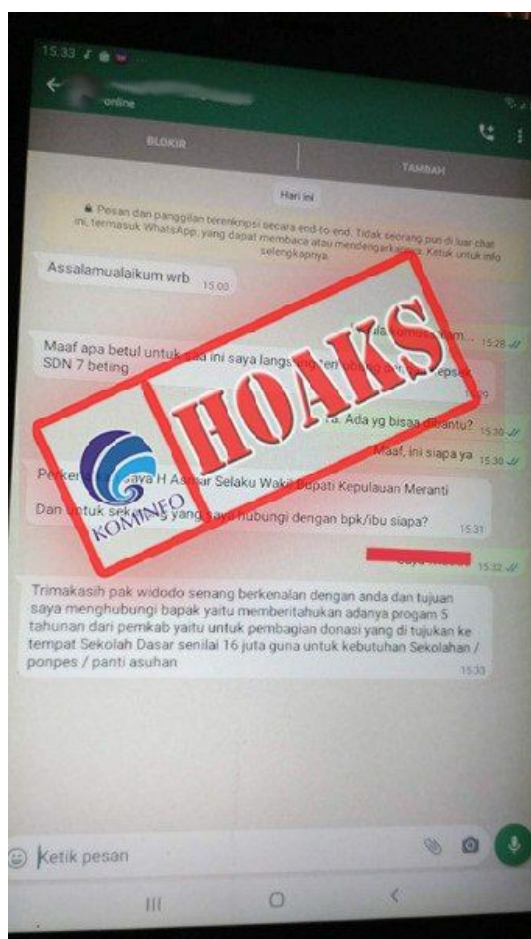 15.33
online
BLOKIR
TAMBAH
Hari ini
Pesan dan panggilan terenkripsi secara end-to-end. Tidak seorang pun di luar chat
ini, termasuk WhatsApp, yang dapat membaca atau mendengarkannya. Ketuk untuk info
selengkapnya.
Assalamualaikum wrb 15.00
15.28
Maaf apa betul untuk saat ini saya langsung
SDN 7 beting
HOAKS
Ada yg bisaa dibantu? 15.30
Maaf, ini siapa ya 15.30
saya H Asmar Selaku Wakil Bupati Kepulauan Meranti
Dan untuk yang saya hubungi dengan bpk/ibu siapa? 15.31
KOMINFO
15.32
Trimakasih pak widodo senang berkenalan dengan anda dan tujuan
saya menghubungi bapak yaitu memberitahukan adanya progam 5
tahunan dari pemkab yaitu untuk pembagian donasi yang di tujukan ke
tempat Sekolah Dasar senilai 16 juta guna untuk kebutuhan Sekolahan /
ponpes / panti asuhan 15.33
Ketik pesan